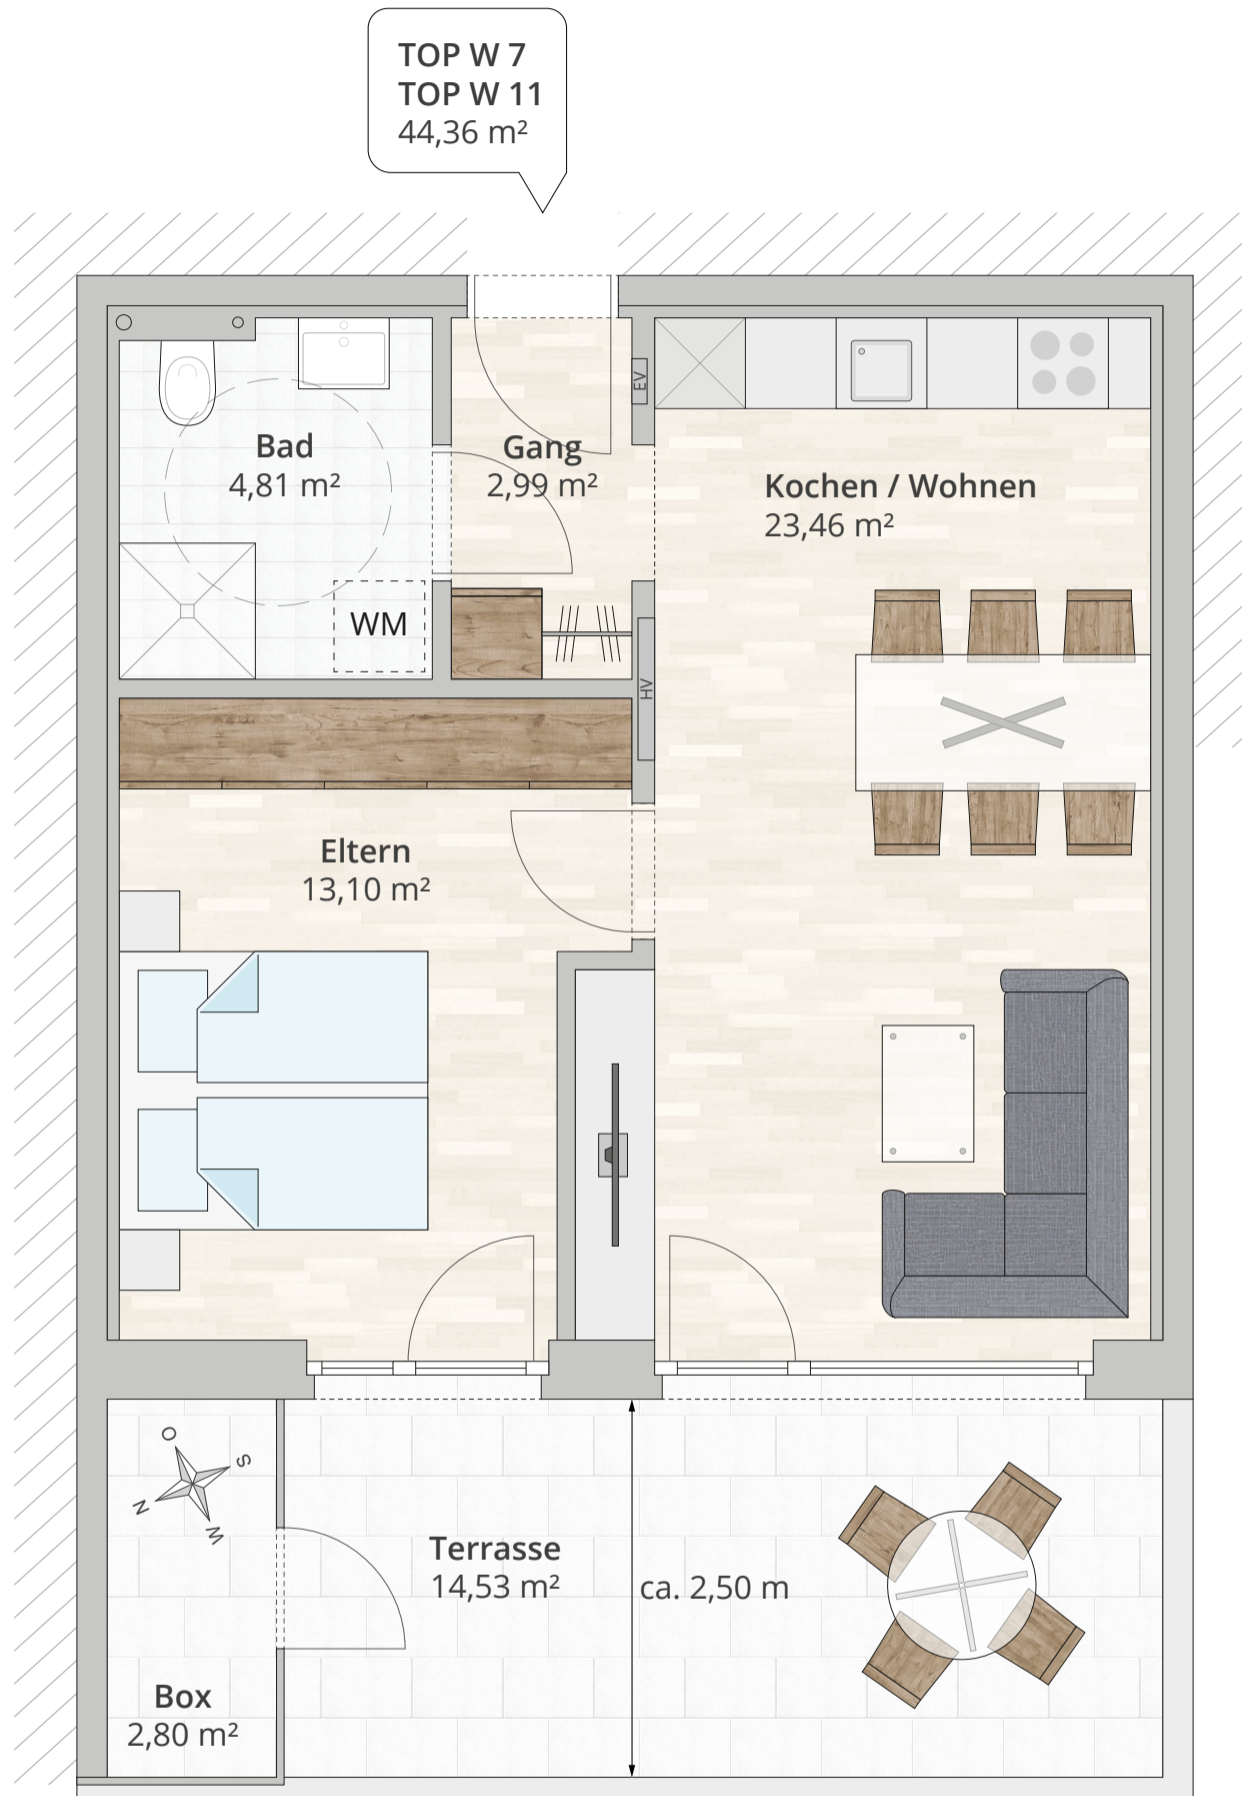 TOP W 7
TOP W 11
44,36 m²
EV
Bad
4,81 m²
Gang
2,99 m²
Kochen / Wohnen
23,46 m²
WM
HV
Eltern
13,10 m²
O
S
N
W
Terrasse
14,53 m²
ca. 2,50 m
Box
2,80 m²